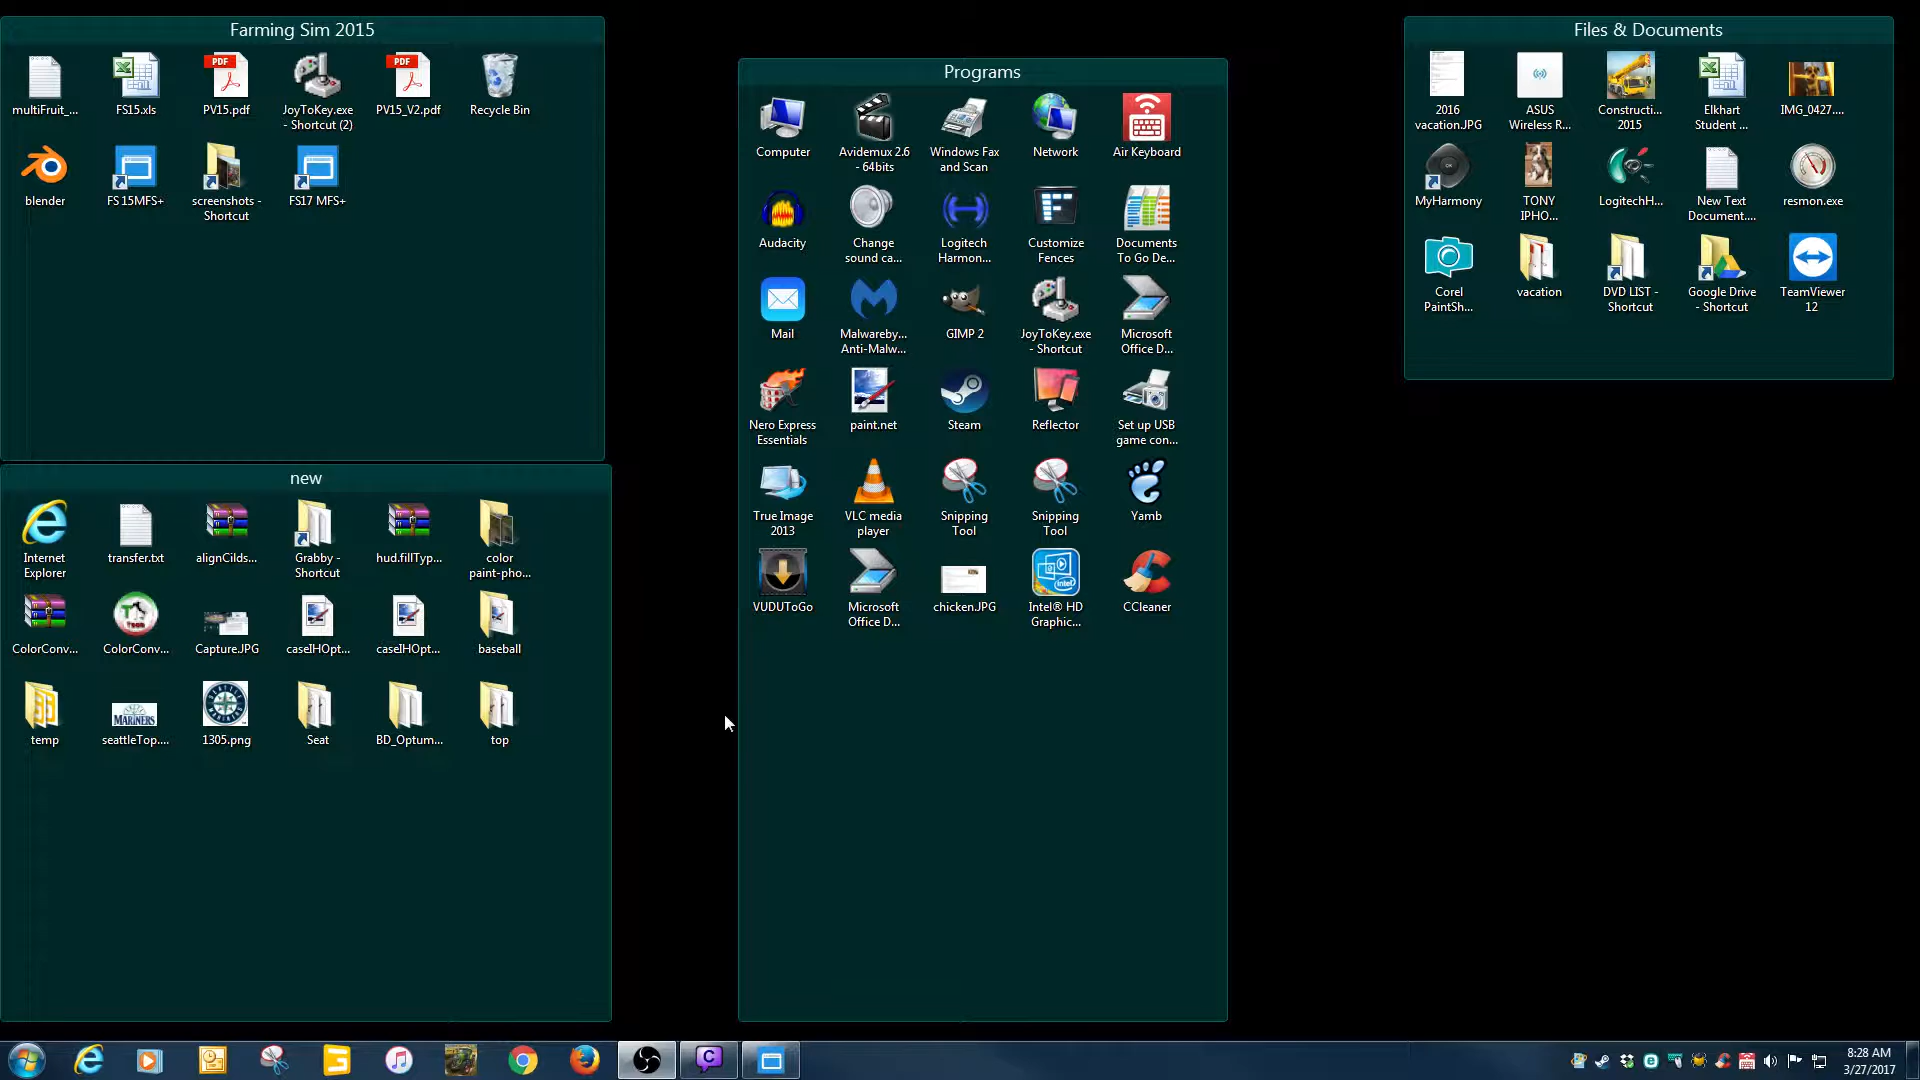 Farming Sim 2015
multiFruit_...
FS15.xls
PV15.pdf
JoyToKey.exe
- Shortcut (2)
PV15_V2.pdf
Recycle Bin
blender
FS 15MFS+
screenshots -
Shortcut
FS17 MFS+
new
Internet
Explorer
transfer.txt
alignCilds...
Grabby -
Shortcut
hud.fillTyp...
color
paint-pho...
ColorConv...
ColorConv...
Capture.JPG
caseIHOpt...
caseIHOpt...
baseball
temp
seattleTop....
1305.png
Seat
BD_Optum...
top
Programs
Computer
Avidemux 2.6
- 64bits
Windows Fax
and Scan
Network
Air Keyboard
Audacity
Change
sound ca...
Logitech
Harmon...
Customize
Fences
Documents
To Go De...
Mail
Malwareby...
Anti-Malw...
GIMP 2
JoyToKey.exe
- Shortcut
Microsoft
Office D...
Nero Express
Essentials
paint.net
Steam
Reflector
Set up USB
game con...
True Image
2013
VLC media
player
Snipping
Tool
Snipping
Tool
Yamb
VUDUToGo
Microsoft
Office D...
chicken.JPG
Intel® HD
Graphic...
CCleaner
Files & Documents
2016
vacation.JPG
ASUS
Wireless R...
Constructi...
2015
Elkhart
Student ...
IMG_0427....
MyHarmony
TONY
IPHO...
LogitechH...
New Text
Document....
resmon.exe
Corel
PaintSh...
vacation
DVD LIST -
Shortcut
Google Drive
- Shortcut
TeamViewer
12
PDF
PDF
MARINERS
intel
8:28 AM
3/27/2017